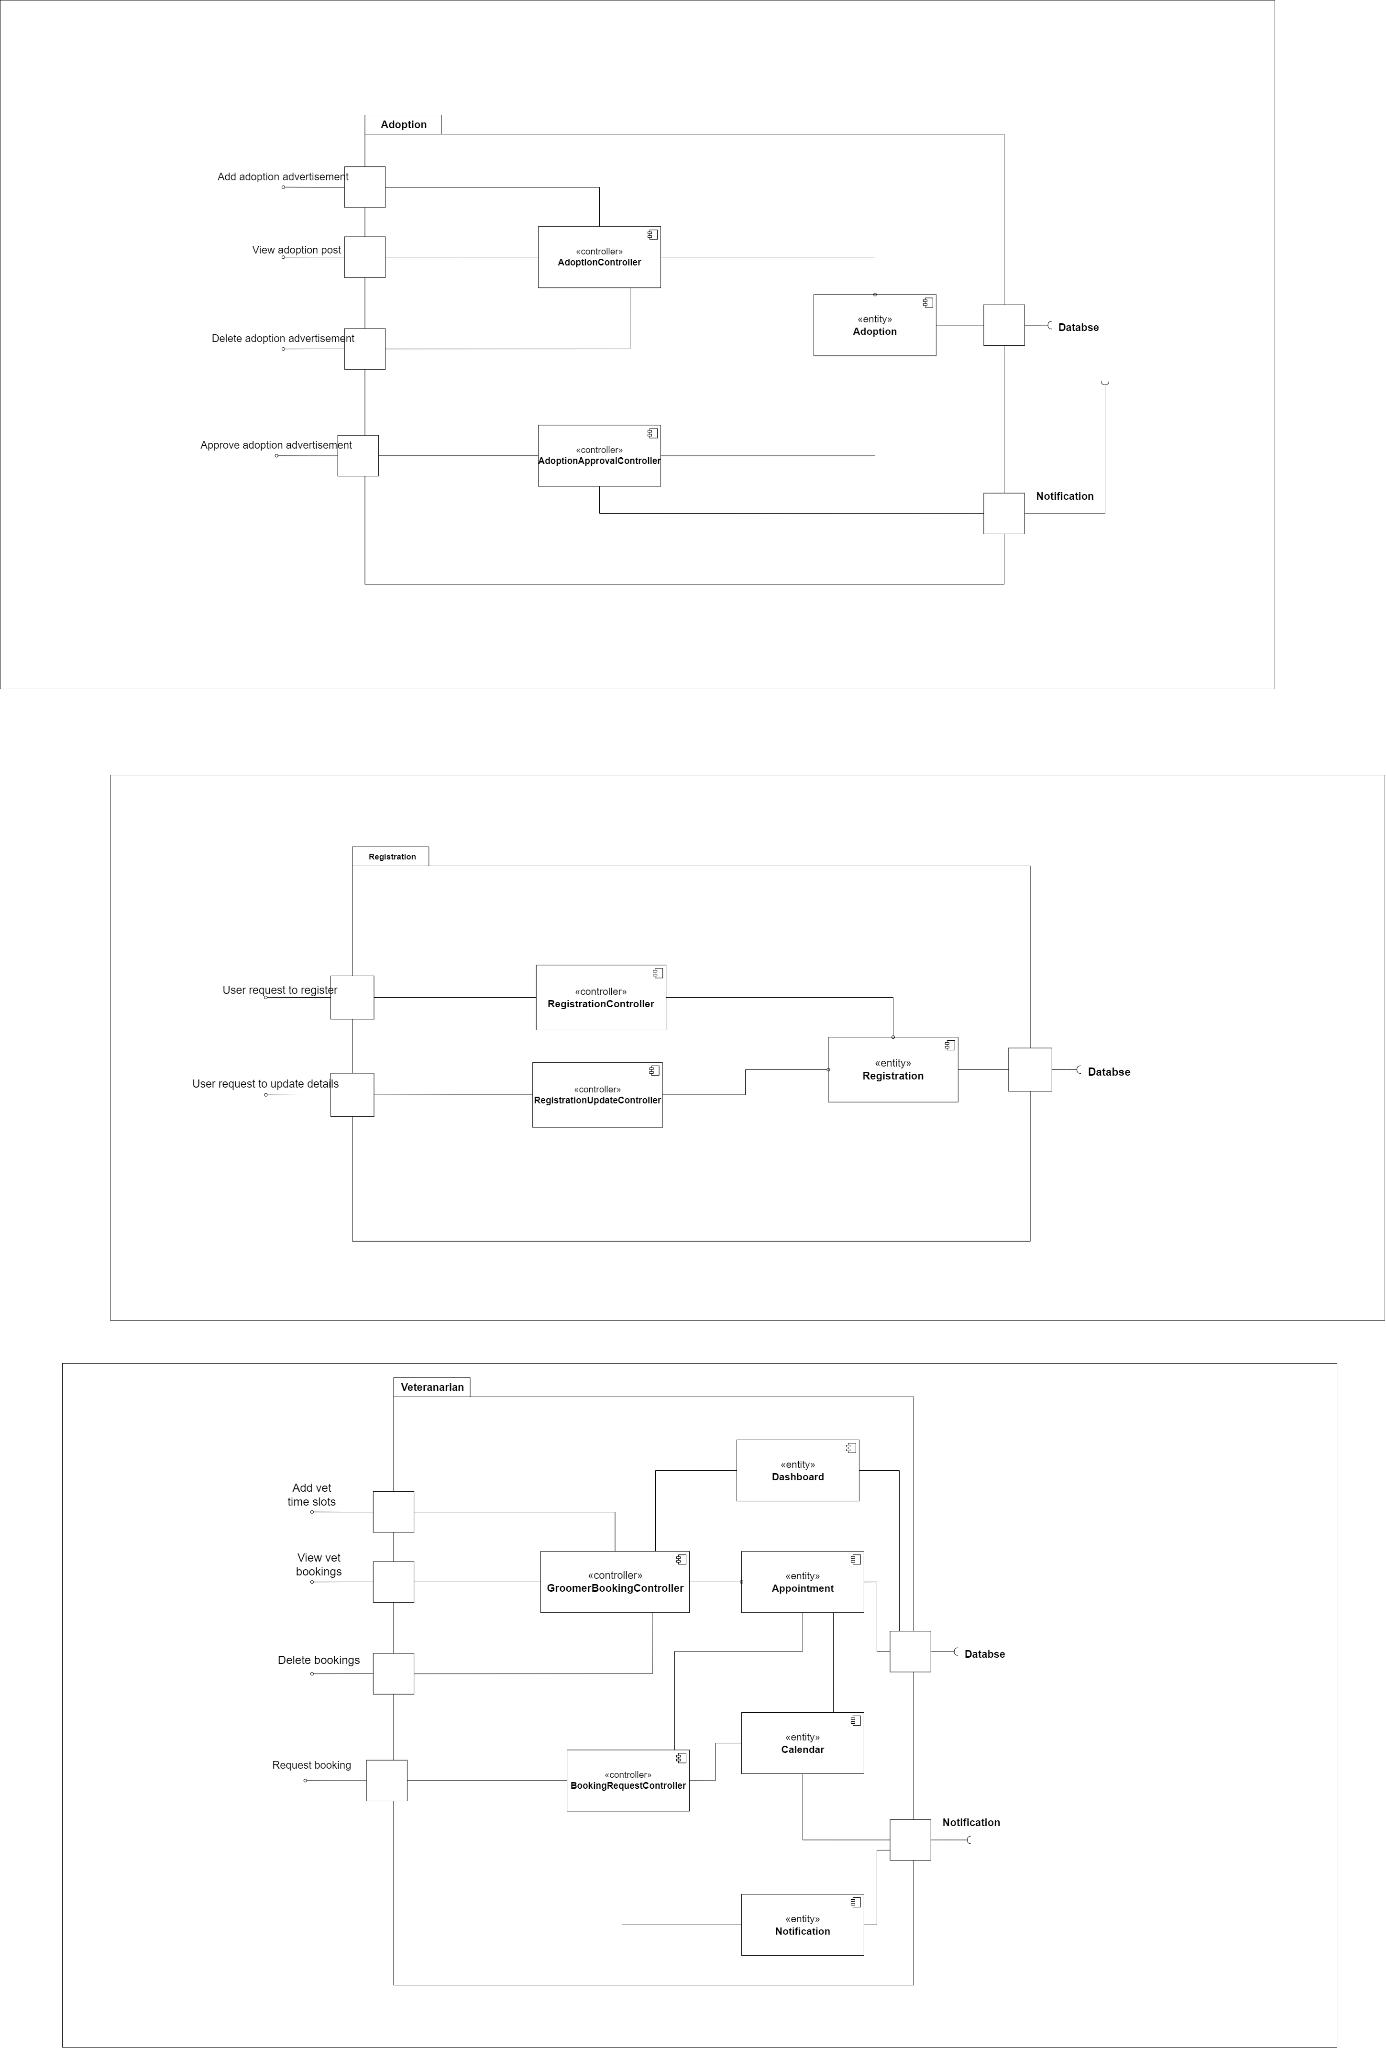 Adoption
Add adoption advertisement
View adoption post
«controller»
AdoptionController
«entity»
Adoption
Databse
Delete adoption advertisement
Approve adoption advertisement
«controller»
AdoptionApprovalController
Notification
Registration
User request to register
«controller»
RegistrationController
«entity»
Registration
Databse
User request to update details
«controller»
RegistrationUpdateController
Veteranarian
«entity»
Dashboard
Add vet
time slots
View vet
bookings
«controller»
GroomerBookingController
«entity»
Appointment
Delete bookings
Databse
«entity»
Calendar
Request booking
«controller»
BookingRequestController
Notification
«entity»
Notification